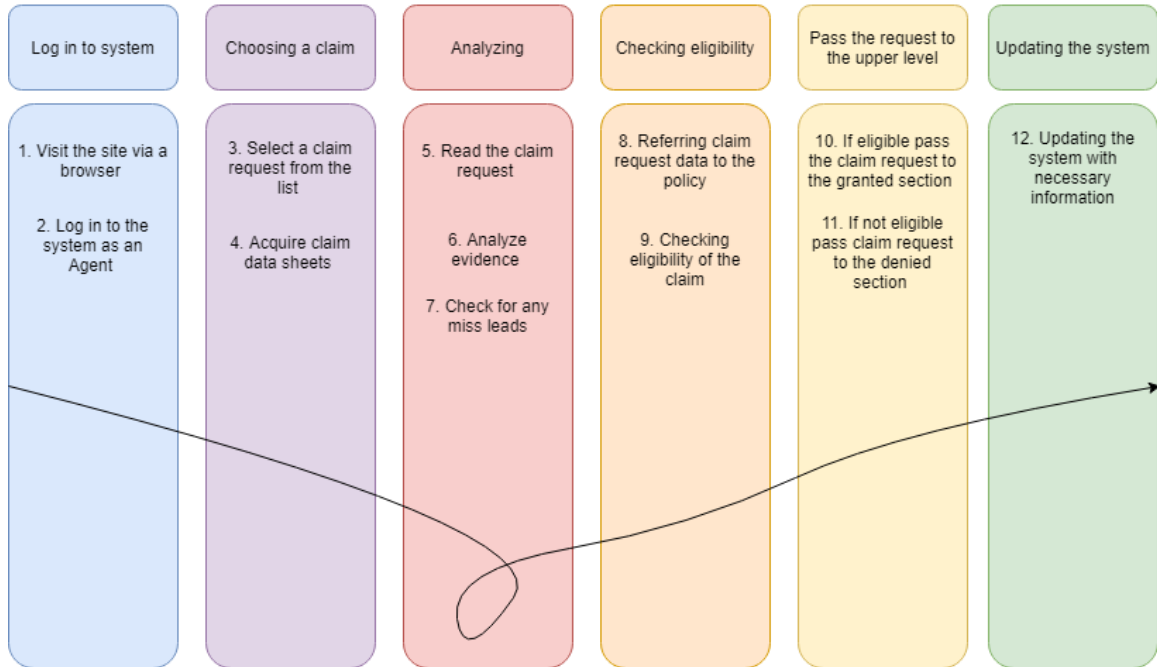 Log in to system
Choosing a claim
Analyzing
Checking eligibility
Pass the request to
the upper level
Updating the system
1. Visit the site via a
browser
2. Log in to the
system as an
Agent
3. Select a claim
request from the
list
4. Acquire claim
data sheets
5. Read the claim
request
6. Analyze
evidence
7. Check for any
miss leads
8. Referring claim
request data to the
policy
9. Checking
eligibility of the
claim
10. If eligible pass
the claim request to
the granted section
11. If not eligible
pass claim request
to the denied
section
12. Updating the
system with
necessary
information